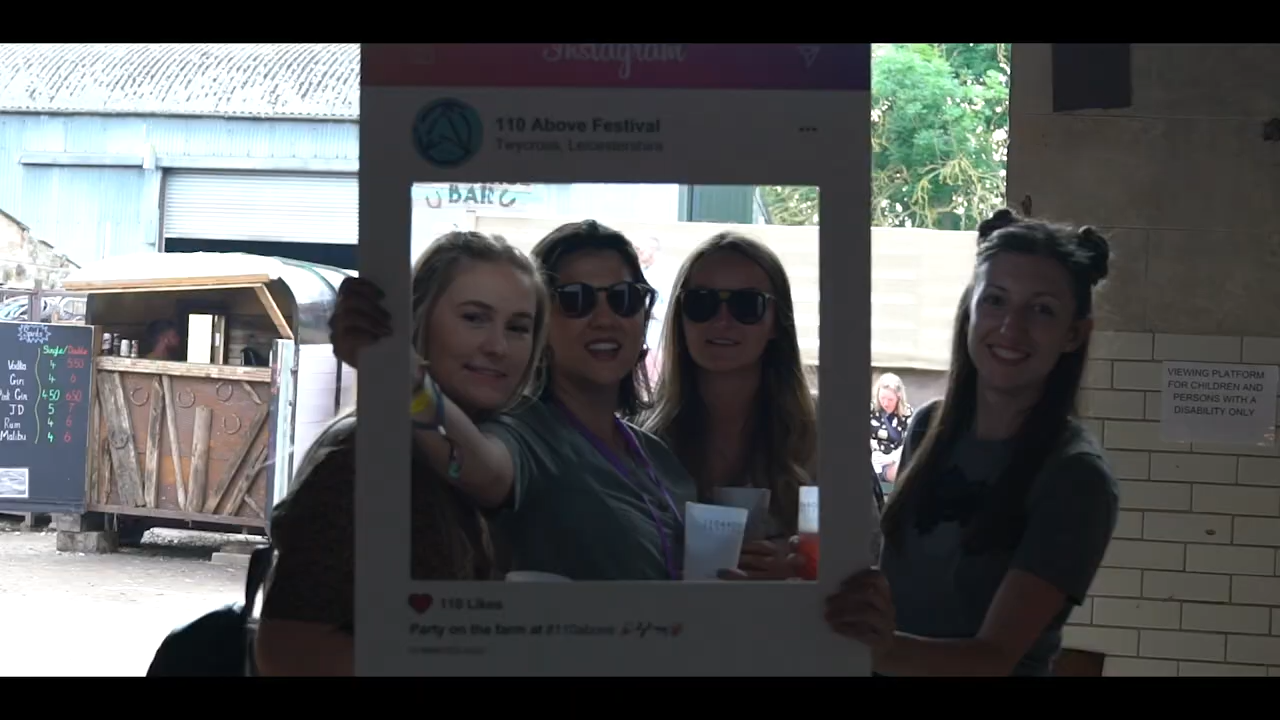 Instagram
110 Above Festival
Twycross, Leicestershire
BAR
Spirits
Single/Double
Vodka 4 5.50
Gin 4 6
Pink Gin 4.50 6.50
JD 5 7
Rum 4 6
Malibu 4 6
VIEWING PLATFORM
FOR CHILDREN AND
PERSONS WITH A
DISABILITY ONLY
110 Likes
Party on the farm at #110above